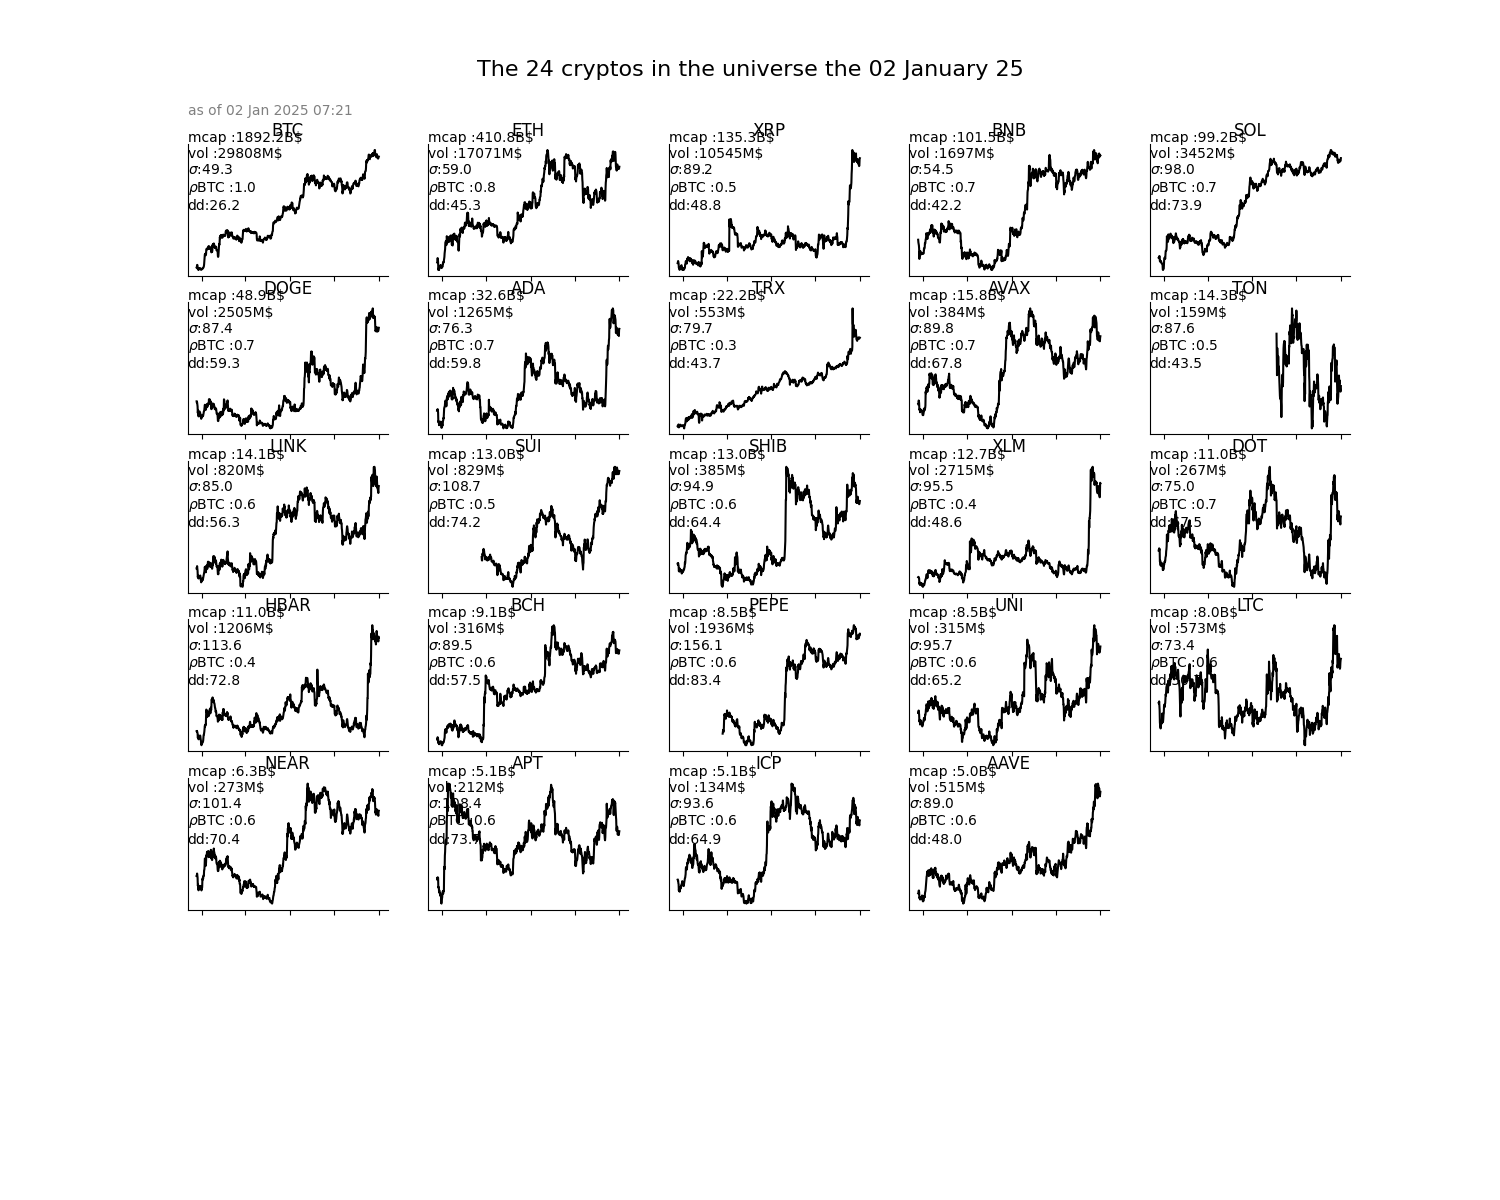 The 24 cryptos in the universe the 02 January 25
as of 02 Jan 2025 07:21
BTC
mcap :1892.2B$
vol :29808M$
σ:49.3
ρBTC :1.0
dd:26.2
ETH
mcap :410.8B$
vol :17071M$
σ:59.0
ρBTC :0.8
dd:45.3
XRP
mcap :135.3B$
vol :10545M$
σ:89.2
ρBTC :0.5
dd:48.8
BNB
mcap :101.5B$
vol :1697M$
σ:54.5
ρBTC :0.7
dd:42.2
SOL
mcap :99.2B$
vol :3452M$
σ:98.0
ρBTC :0.7
dd:73.9
DOGE
mcap :48.9B$
vol :2505M$
σ:87.4
ρBTC :0.7
dd:59.3
ADA
mcap :32.6B$
vol :1265M$
σ:76.3
ρBTC :0.7
dd:59.8
TRX
mcap :22.2B$
vol :553M$
σ:79.7
ρBTC :0.3
dd:43.7
AVAX
mcap :15.8B$
vol :384M$
σ:89.8
ρBTC :0.7
dd:67.8
TON
mcap :14.3B$
vol :159M$
σ:87.6
ρBTC :0.5
dd:43.5
LINK
mcap :14.1B$
vol :820M$
σ:85.0
ρBTC :0.6
dd:56.3
SUI
mcap :13.0B$
vol :829M$
σ:108.7
ρBTC :0.5
dd:74.2
SHIB
mcap :13.0B$
vol :385M$
σ:94.9
ρBTC :0.6
dd:64.4
XLM
mcap :12.7B$
vol :2715M$
σ:95.5
ρBTC :0.4
dd:48.6
DOT
mcap :11.0B$
vol :267M$
σ:75.0
ρBTC :0.7
HBAR
mcap :11.0B$
vol :1206M$
σ:113.6
ρBTC :0.4
dd:72.8
BCH
mcap :9.1B$
vol :316M$
σ:89.5
ρBTC :0.6
dd:57.5
PEPE
mcap :8.5B$
vol :1936M$
σ:156.1
ρBTC :0.6
dd:83.4
UNI
mcap :8.5B$
vol :315M$
σ:95.7
ρBTC :0.6
dd:65.2
LTC
mcap :8.0B$
vol :573M$
σ:73.4
ρBTC :0.6
NEAR
mcap :6.3B$
vol :273M$
σ:101.4
ρBTC :0.6
dd:70.4
APT
mcap :5.1B$
vol :212M$
σ:108.4
ρBTC :0.6
ICP
mcap :5.1B$
vol :134M$
σ:93.6
ρBTC :0.6
dd:64.9
AAVE
mcap :5.0B$
vol :515M$
σ:89.0
ρBTC :0.6
dd:48.0